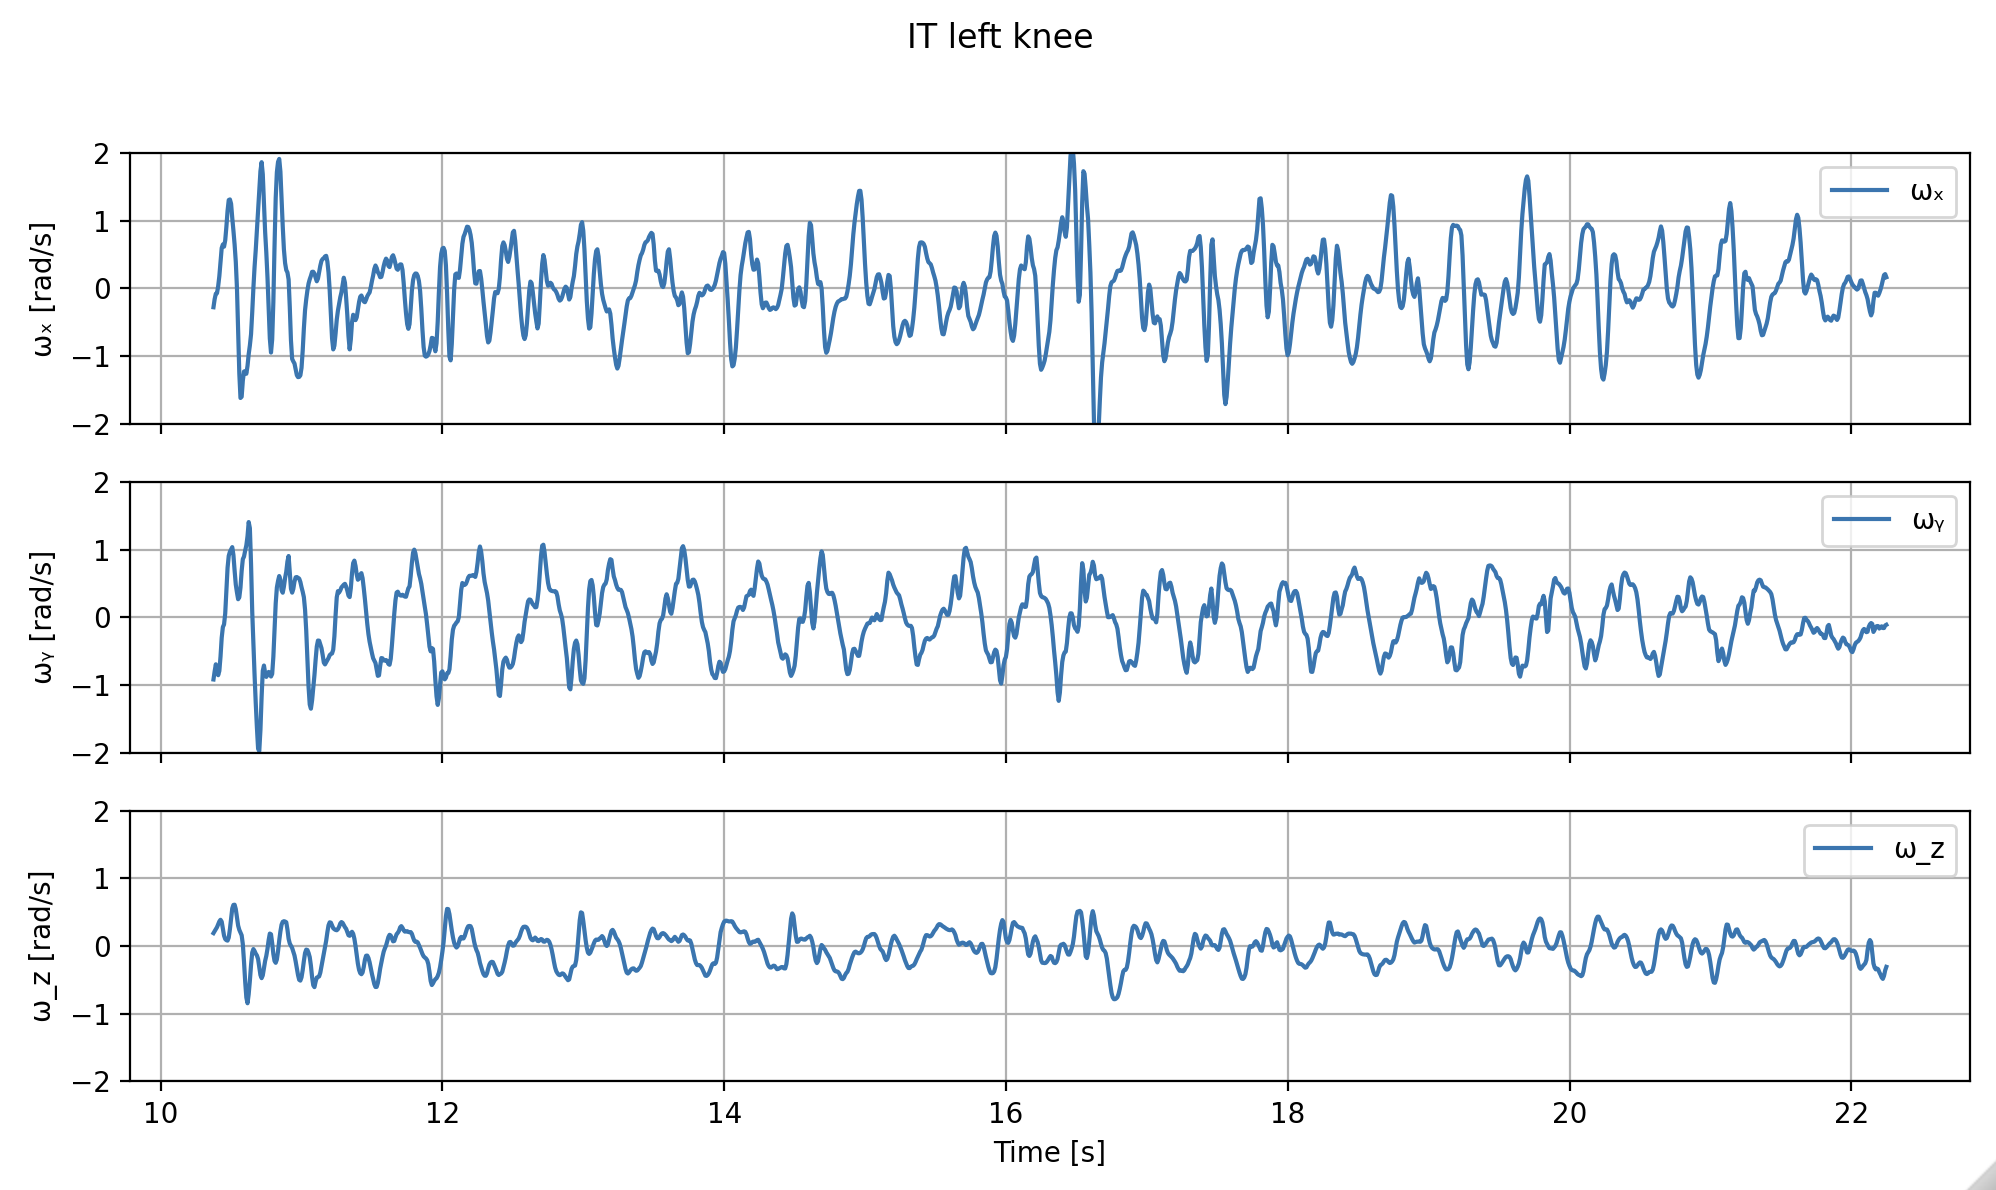 IT left knee
2
1
0
−1
−2
ωₓ [rad/s]
ωₓ
2
1
0
−1
−2
ωᵧ [rad/s]
ωᵧ
2
1
0
−1
−2
ω_z [rad/s]
ω_z
10 12 14 16 18 20 22
Time [s]